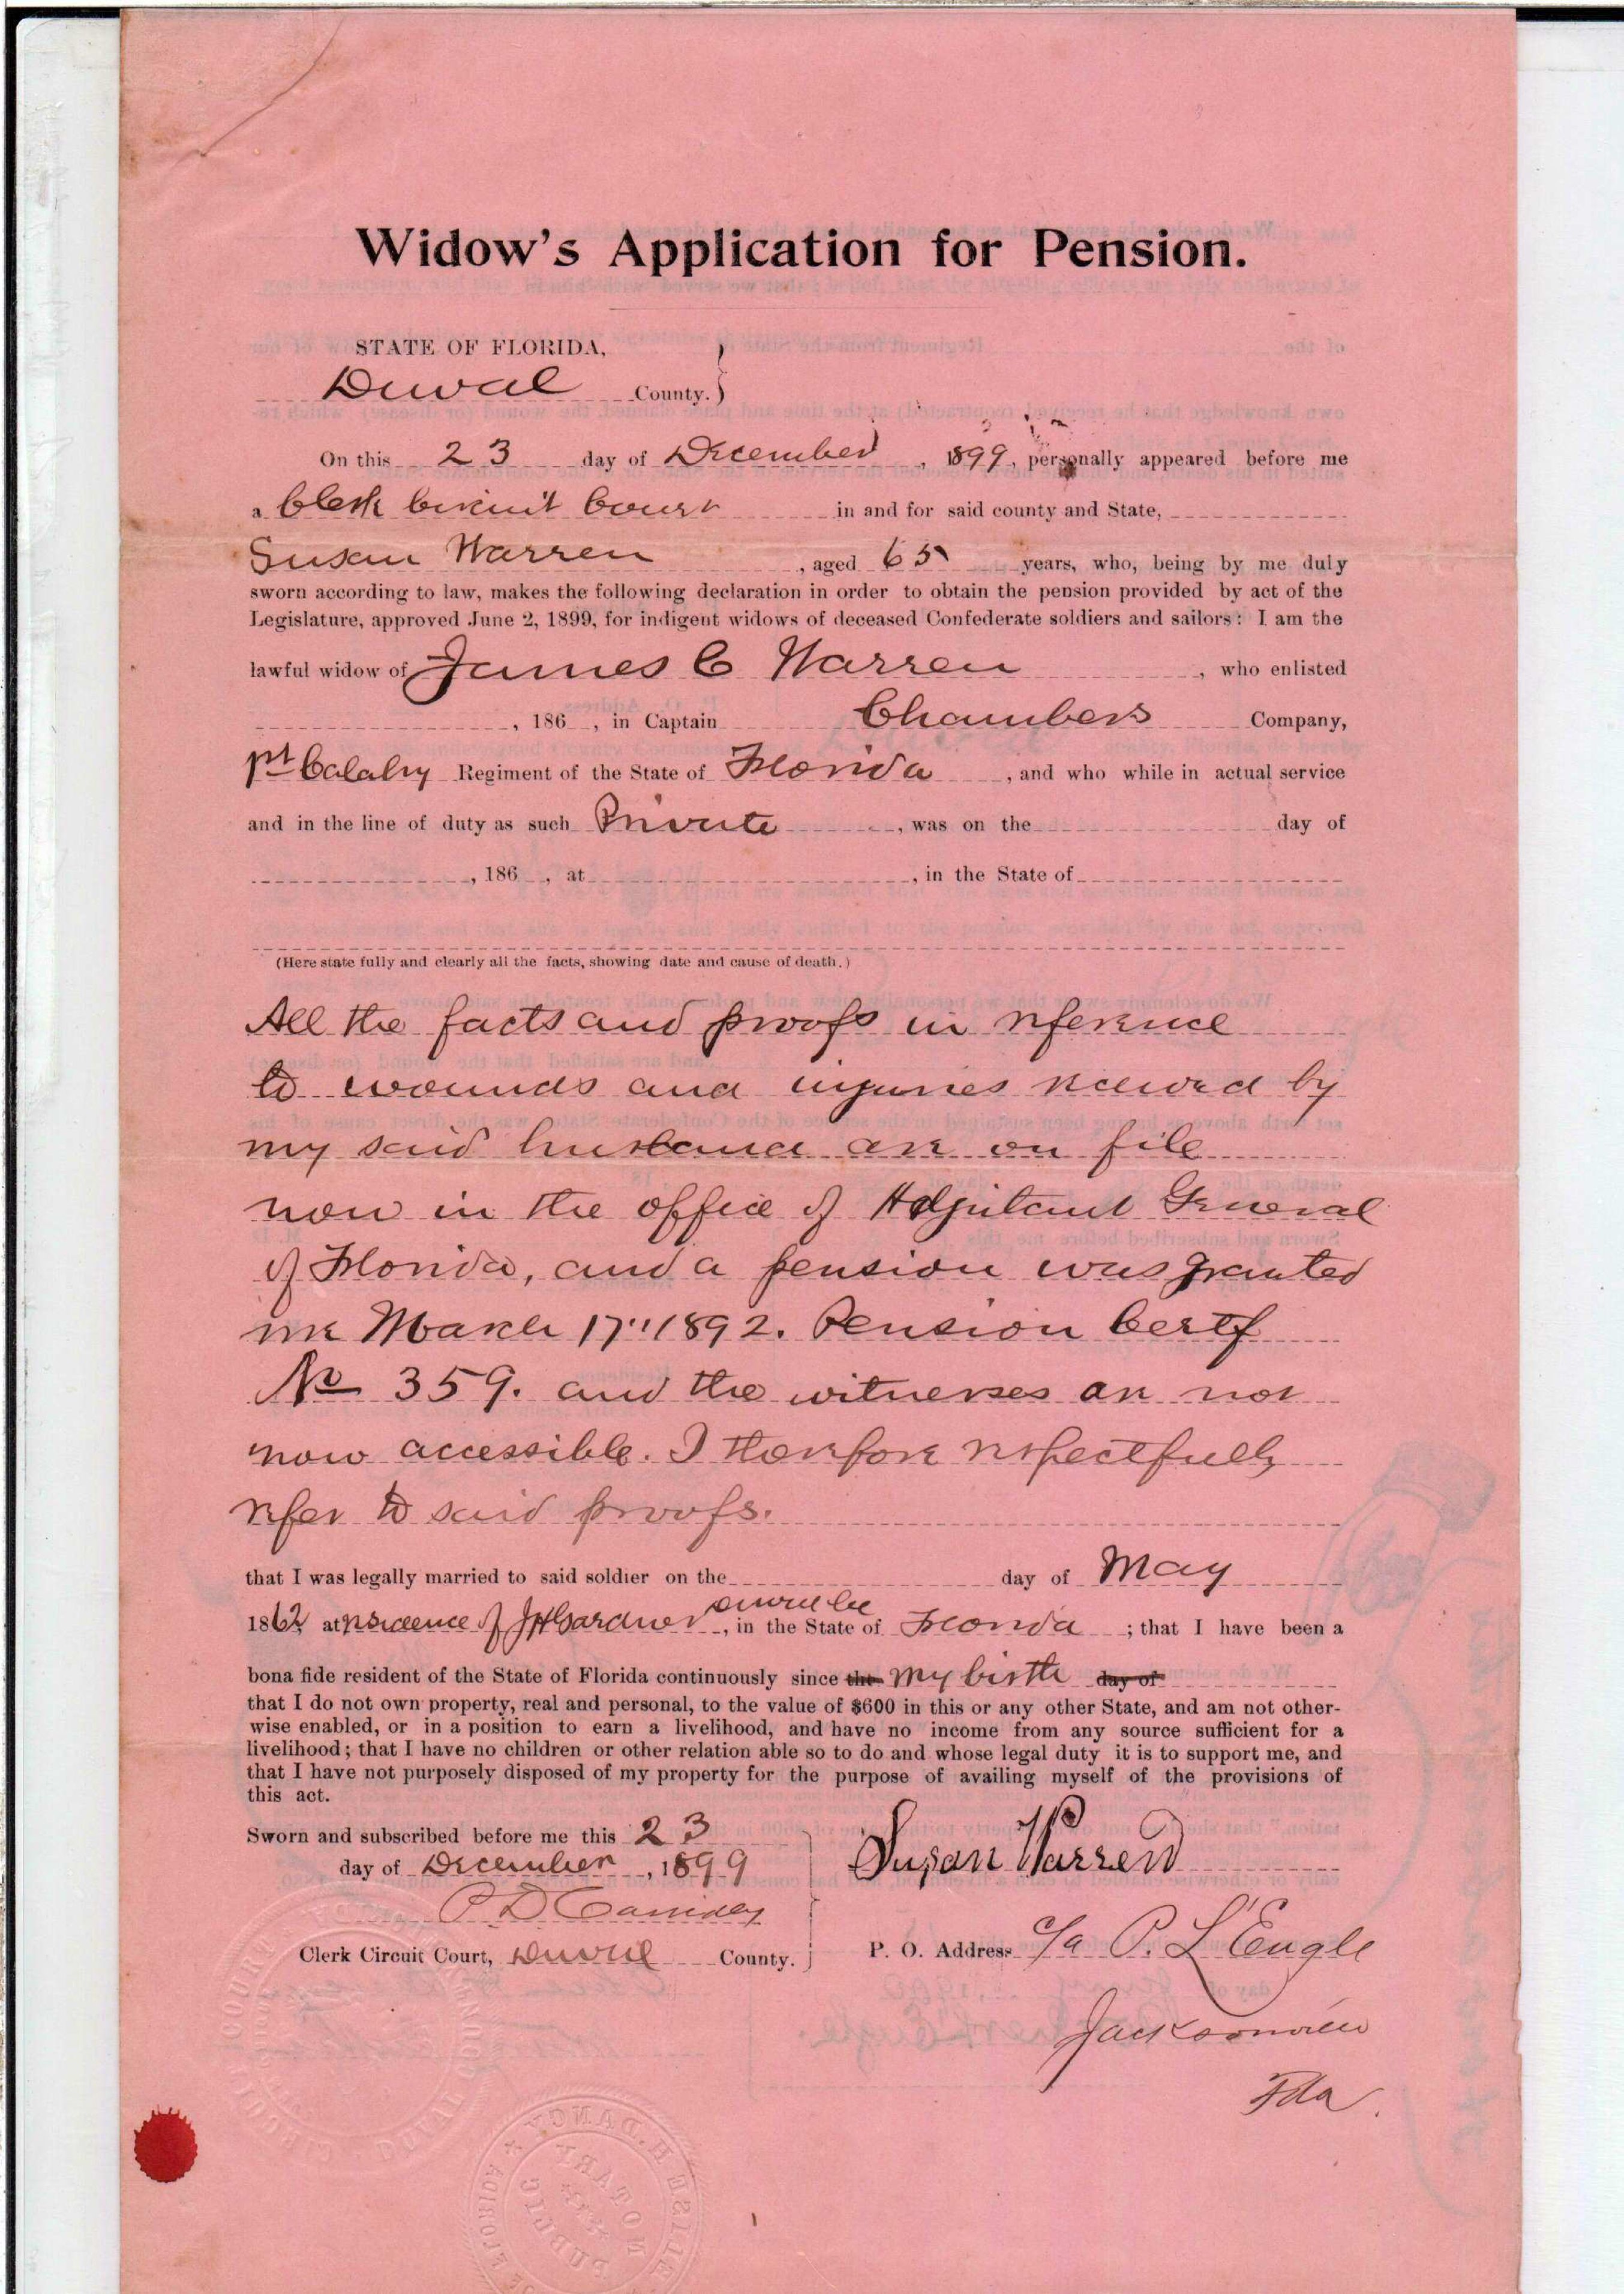 Widow's Application for Pension.
STATE OF FLORIDA,
Duval County.
On this 23 day of December, 1899, personally appeared before me
a Clerk Circuit Court in and for said county and State,
Susan Warren, aged 65 years, who, being by me duly
sworn according to law, makes the following declaration in order to obtain the pension provided by act of the
Legislature, approved June 2, 1899, for indigent widows of deceased Confederate soldiers and sailors: I am the
lawful widow of James C Warren, who enlisted
, 186 , in Captain Chambers Company,
1st Calalry Regiment of the State of Florida, and who while in actual service
and in the line of duty as such Private, was on the day of
, 186 , at , in the State of
(Here state fully and clearly all the facts, showing date and cause of death.)
All the facts and proofs in reference
to wounds and injuries received by
my said husband are on file
now in the office of Adjutant General
of Florida, and a pension was granted
me March 17" 1892. Pension Certf
No 359. and the witnesses are not
now accessible. I therefore respectfully
refer to said proofs.
that I was legally married to said soldier on the day of May
1862, at residence of J H Gardner, in the State of Florida; that I have been a
bona fide resident of the State of Florida continuously since the my birth day of
that I do not own property, real and personal, to the value of $600 in this or any other State, and am not other-
wise enabled, or in a position to earn a livelihood, and have no income from any source sufficient for a
livelihood; that I have no children or other relation able so to do and whose legal duty it is to support me, and
that I have not purposely disposed of my property for the purpose of availing myself of the provisions of
this act.
Sworn and subscribed before me this 23
day of December, 1899
Susan Warren
P D Cassidey
Clerk Circuit Court, Duval County.
P. O. Address c/o P. L'Engle
Jacksonville
Fla.